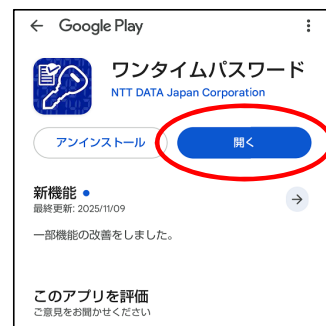 Google Play
ワンタイムパスワード
NTT DATA Japan Corporation
アンインストール
開く
新機能
最終更新: 2025/11/09
一部機能の改善をしました。
このアプリを評価
ご意見をお聞かせください